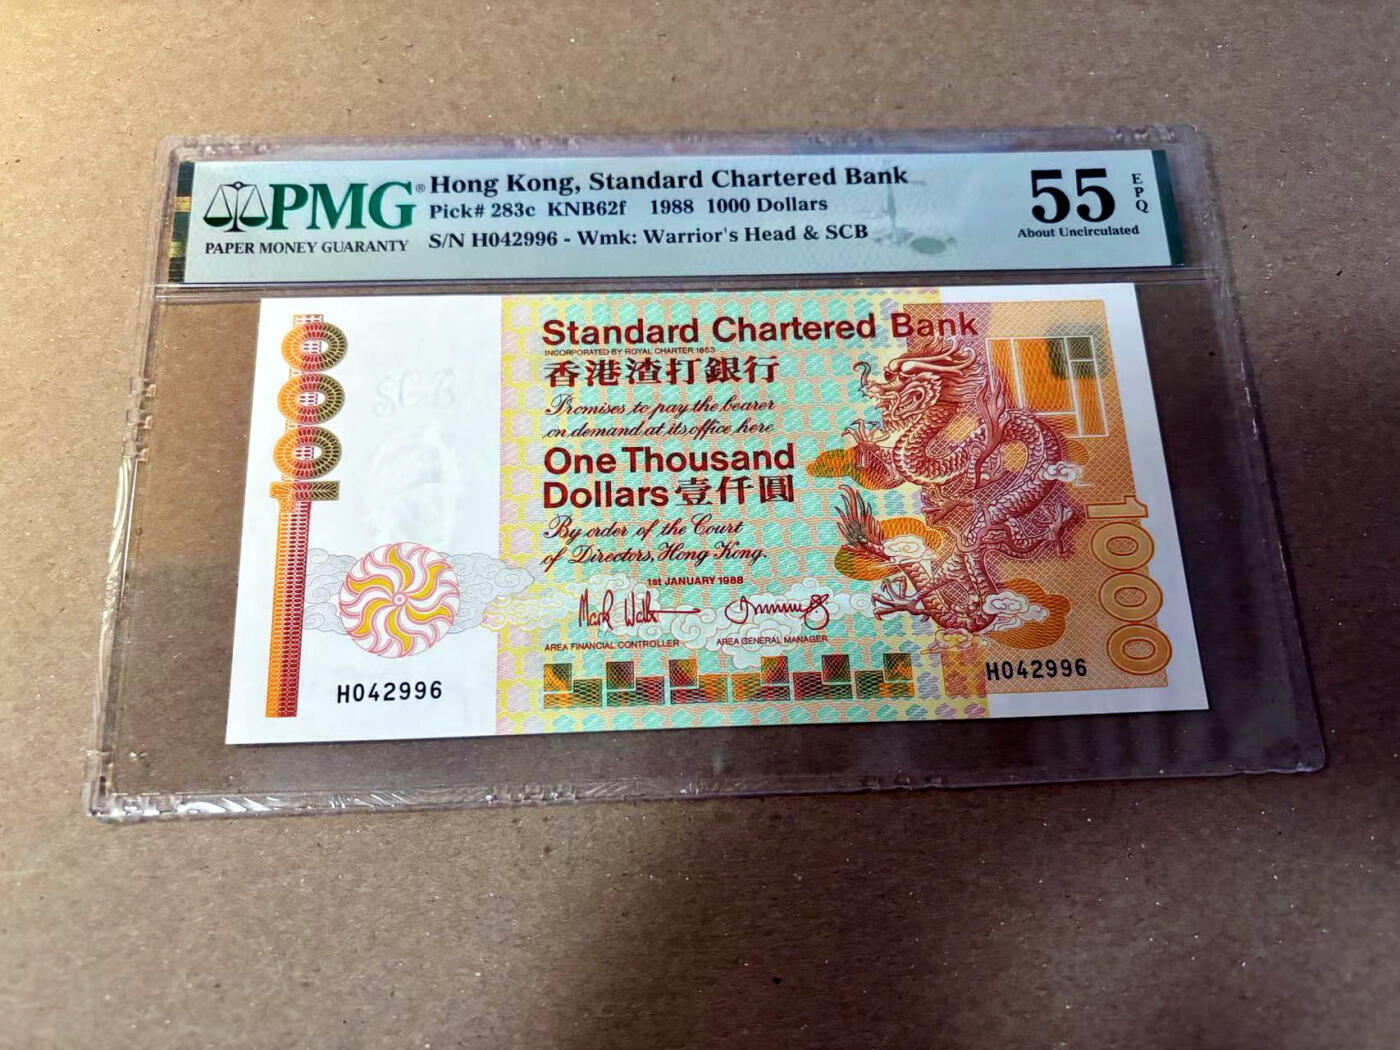 PMG®
PAPER MONEY GUARANTY
Hong Kong, Standard Chartered Bank
Pick# 283c KNB62f 1988 1000 Dollars
S/N H042996 - Wmk: Warrior's Head & SCB
55
EPQ
About Uncirculated
1000
SCB
Standard Chartered Bank
INCORPORATED BY ROYAL CHARTER 1853
香港渣打銀行
Promises to pay the bearer
on demand at its office here
One Thousand
Dollars 壹仟圓
By order of the Court
of Directors, Hong Kong.
1st JANUARY 1988
AREA FINANCIAL CONTROLLER
AREA GENERAL MANAGER
H042996
H042996
1000